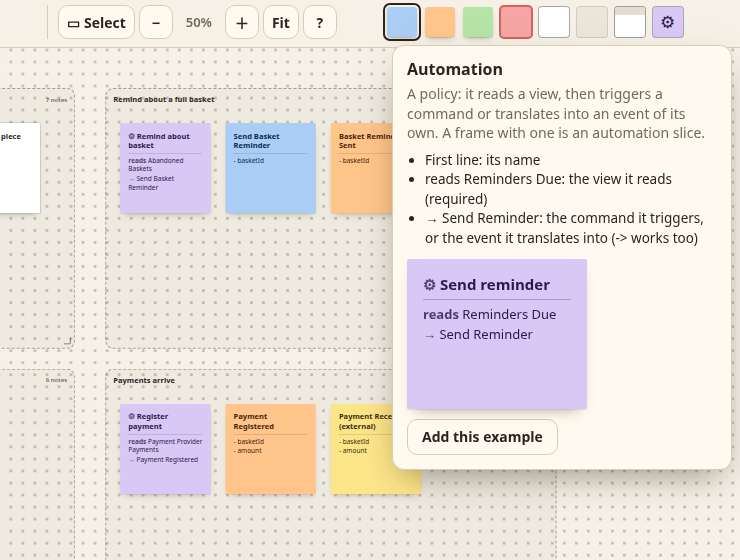 Select
−
50%
+
Fit
?
Automation
A policy: it reads a view, then triggers a
command or translates into an event of its
own. A frame with one is an automation slice.
First line: its name
reads Reminders Due: the view it reads
(required)
→ Send Reminder: the command it triggers,
or the event it translates into (-> works too)
⚙ Send reminder
reads Reminders Due
→ Send Reminder
Add this example
7 notes
piece
Remind about a full basket
⚙ Remind about
basket
reads Abandoned
Baskets
→ Send Basket
Reminder
Send Basket
Reminder
- basketId
Basket
Sent
- basketId
6 notes
Payments arrive
⚙ Register
payment
reads Payment Provider
Payments
→ Payment Registered
Payment
Registered
- basketId
- amount
Payment
(external)
- basketId
- amount